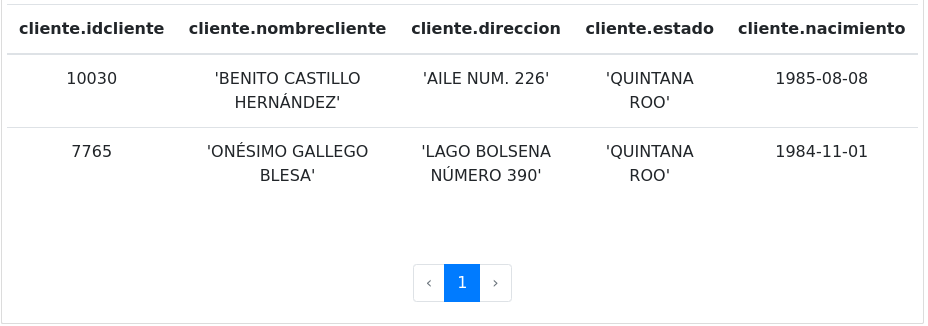 cliente.idcliente cliente.nombrecliente cliente.direccion cliente.estado cliente.nacimiento
10030 'BENITO CASTILLO 'AILE NUM. 226' 'QUINTANA 1985-08-08
HERNÁNDEZ' ROO'
7765 'ONÉSIMO GALLEGO 'LAGO BOLSENA 'QUINTANA 1984-11-01
BLESA' NÚMERO 390' ROO'
‹ 1 ›